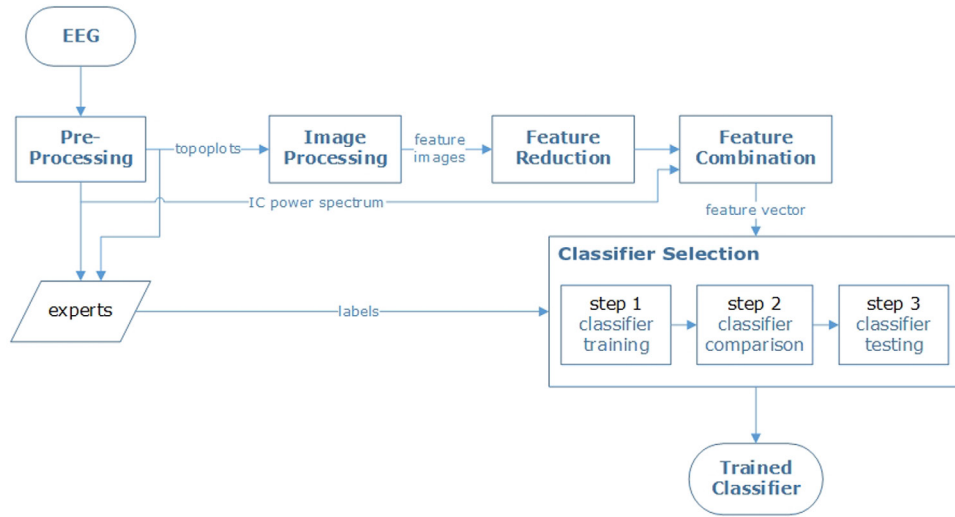 EEG
Pre-
Processing
topoplots
Image
Processing
feature
images
Feature
Reduction
Feature
Combination
IC power spectrum
feature vector
Classifier Selection
experts
labels
step 1
classifier
training
step 2
classifier
comparison
step 3
classifier
testing
Trained
Classifier